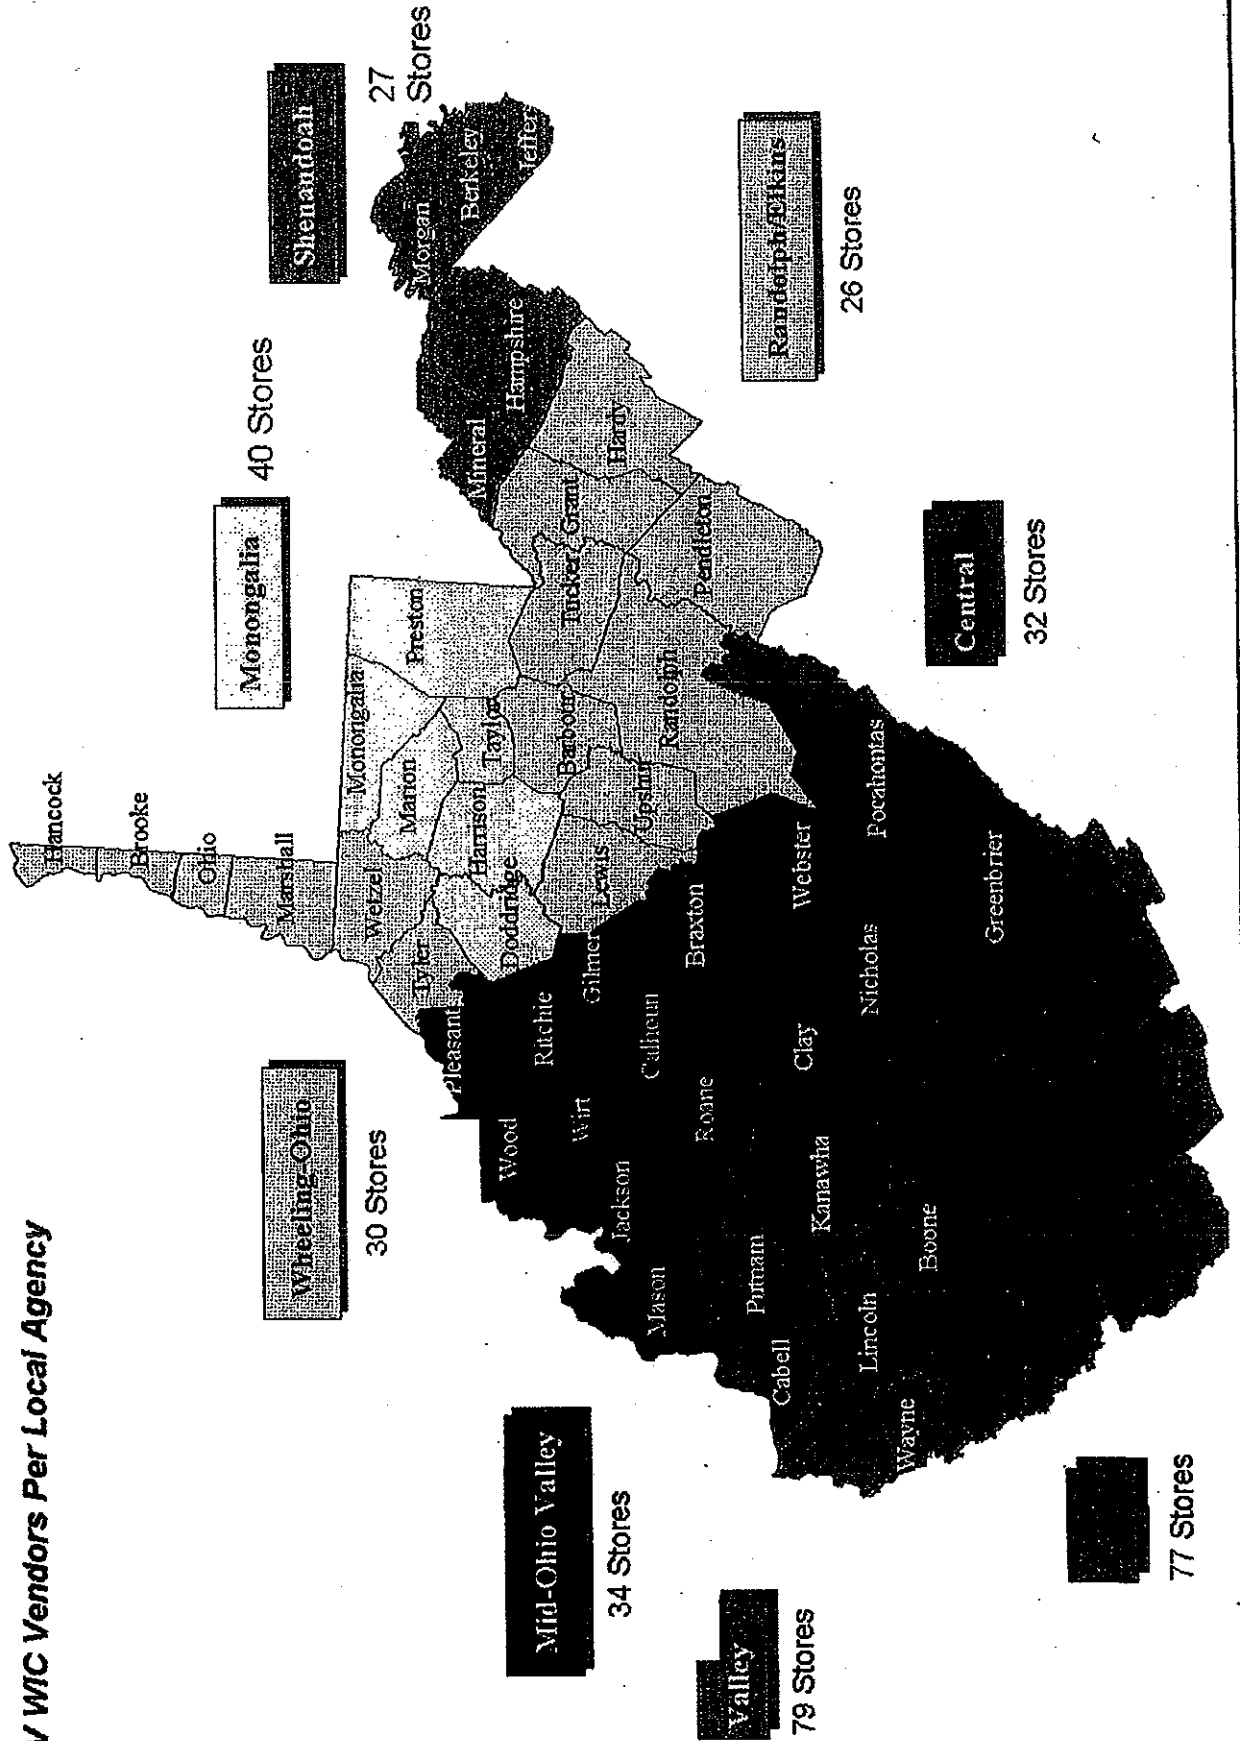 V WIC Vendors Per Local Agency
Hancock
Brooke
Ohio
Marshall
Wetzel
Tyler
Monongalia
40 Stores
Shenandoah
27
Stores
Wheeling-Ohio
30 Stores
Monongalia
Marion
Preston
Taylor
Harrison
Doddridge
Morgan
Berkeley
Jeffer
Mineral
Hampshire
Hardy
Grant
Tucker
Pendleton
Barbour
Randolph
Upshur
Lewis
Randolph/Elkins
26 Stores
Pleasant
Wood
Ritchie
Gilmer
Wirt
Calhoun
Jackson
Roane
Mason
Braxton
Webster
Pocahontas
Putnam
Kanawha
Clay
Nicholas
Greenbrier
Cabell
Lincoln
Boone
Wayne
Mid-Ohio Valley
34 Stores
Valley
79 Stores
77 Stores
Central
32 Stores